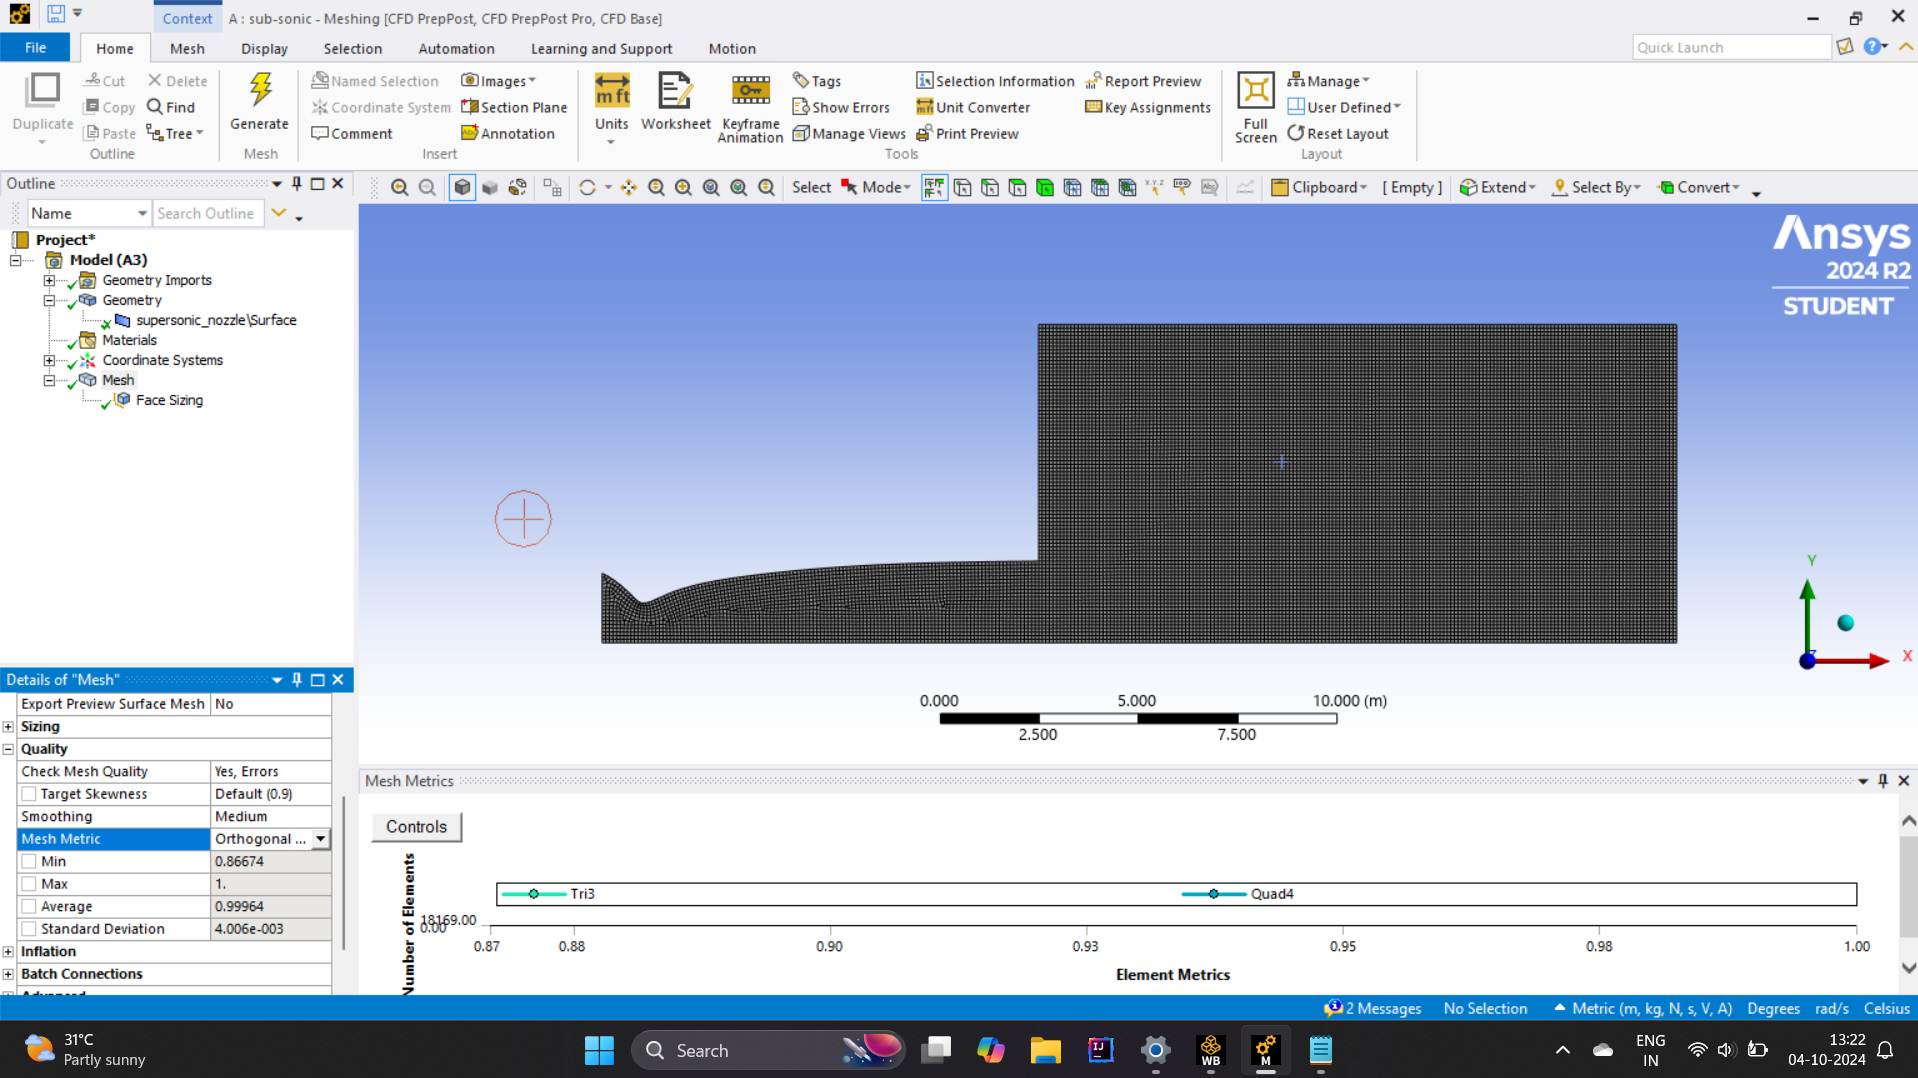 Context
A : sub-sonic - Meshing [CFD PrepPost, CFD PrepPost Pro, CFD Base]
File
Home
Mesh
Display
Selection
Automation
Learning and Support
Motion
Quick Launch
Duplicate
Cut
Copy
Paste
Delete
Find
Tree
Outline
Generate
Mesh
Named Selection
Coordinate System
Comment
Images
Section Plane
Annotation
Insert
m ft
Units
Worksheet
Keyframe
Animation
Tags
Show Errors
Manage Views
Selection Information
Unit Converter
Print Preview
Report Preview
Key Assignments
Tools
Full
Screen
Manage
User Defined
Reset Layout
Layout
Outline
Name
Search Outline
Select
Mode
Clipboard
[ Empty ]
Extend
Select By
Convert
Project*
Model (A3)
Geometry Imports
Geometry
supersonic_nozzle\Surface
Materials
Coordinate Systems
Mesh
Face Sizing
Ansys
2024 R2
STUDENT
Y
X
Z
0.000
5.000
10.000 (m)
2.500
7.500
Details of "Mesh"
Export Preview Surface Mesh No
Sizing
Quality
Check Mesh Quality Yes, Errors
Target Skewness Default (0.9)
Smoothing Medium
Mesh Metric Orthogonal ...
Min 0.86674
Max 1.
Average 0.99964
Standard Deviation 4.006e-003
Inflation
Batch Connections
Advanced
Mesh Metrics
Controls
Number of Elements
Tri3
Quad4
18169.00
0.00
0.87 0.88 0.90 0.93 0.95 0.98 1.00
Element Metrics
2 Messages
No Selection
Metric (m, kg, N, s, V, A)
Degrees
rad/s
Celsius
31°C
Partly sunny
Search
IJ
WB
M
ENG
IN
13:22
04-10-2024